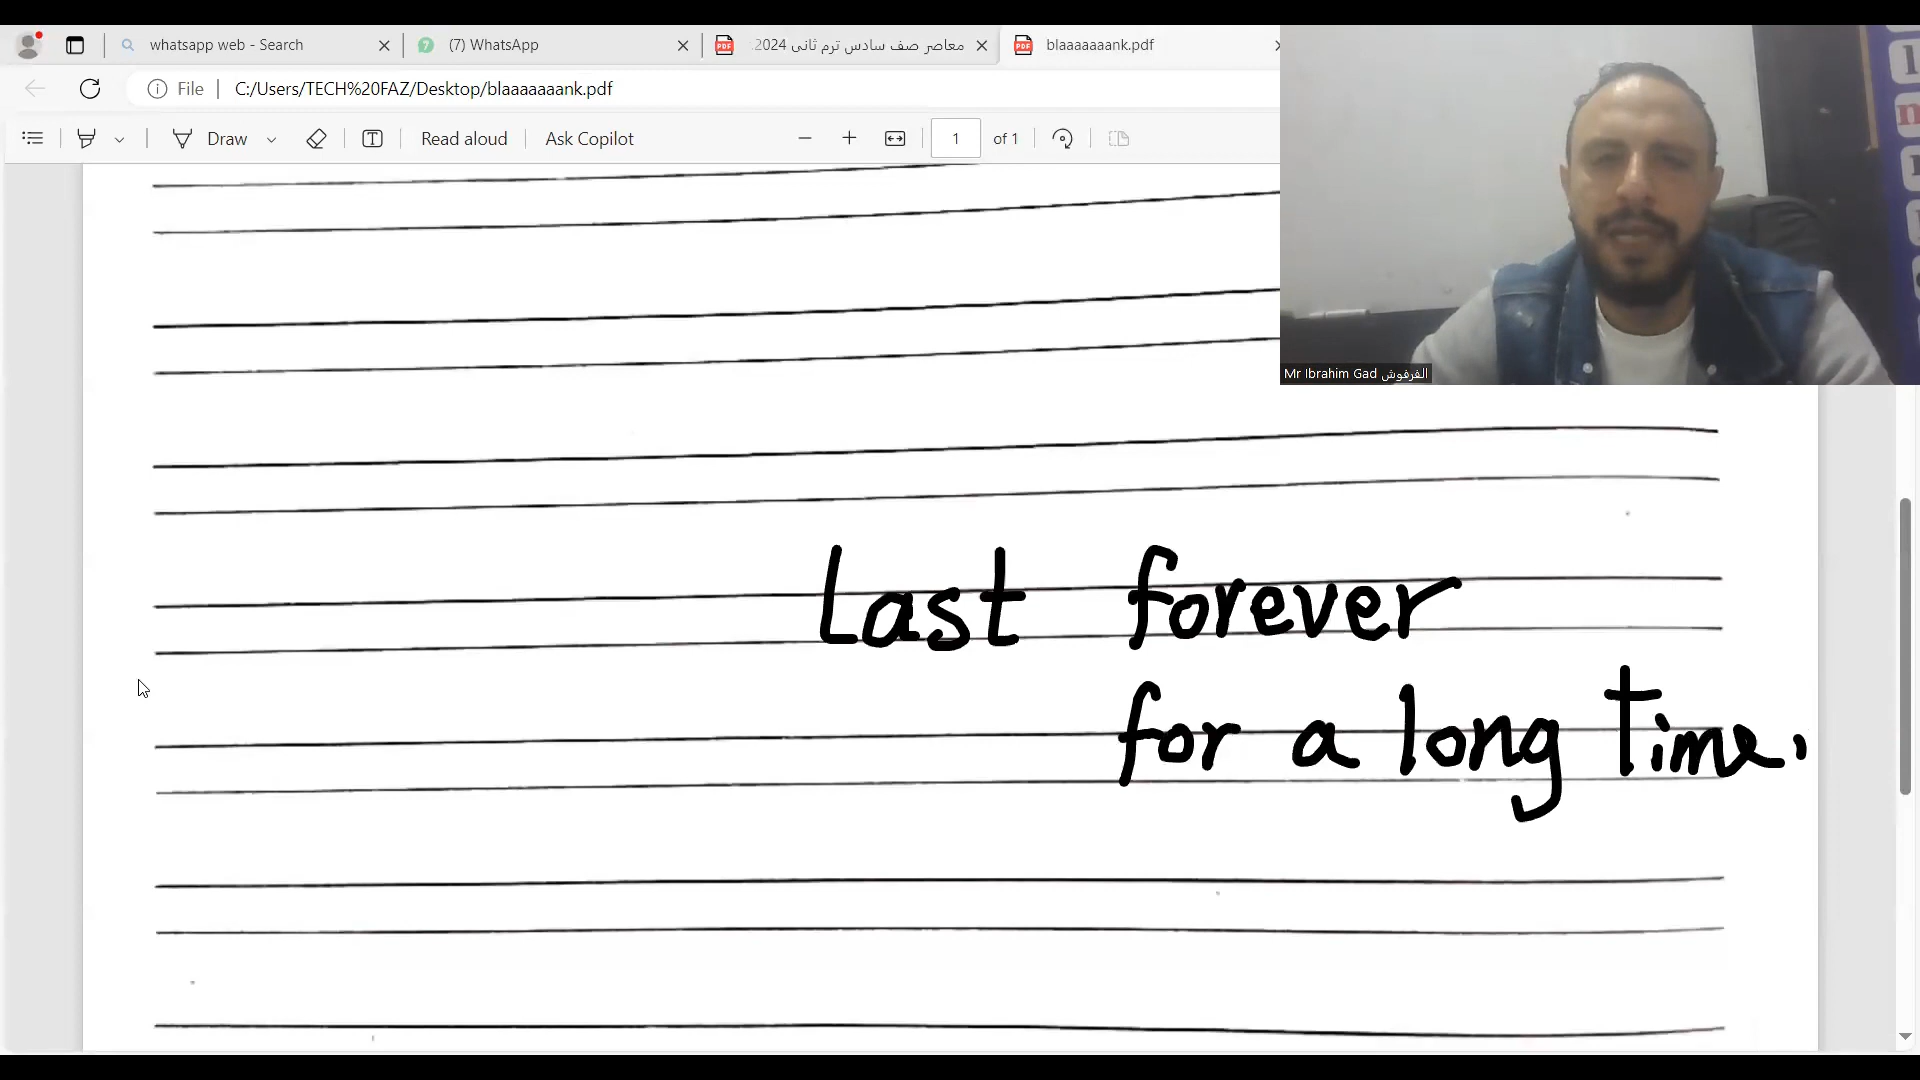 whatsapp web - Search
(7) WhatsApp
معاصر صف سادس ترم ثانى 2024.
blaaaaaaank.pdf
File
C:/Users/TECH%20FAZ/Desktop/blaaaaaaank.pdf
Draw
Read aloud
Ask Copilot
1
of 1
Mr Ibrahim Gad الفرفوش
Last forever
for a long time.